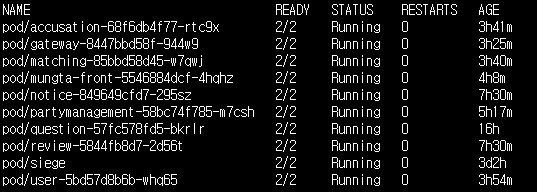 NAME READY STATUS RESTARTS AGE
pod/accusation-68f6db4f77-rtc9x 2/2 Running 0 3h41m
pod/gateway-8447bbd58f-944w9 2/2 Running 0 3h25m
pod/matching-85bbd58d45-w7qwj 2/2 Running 0 3h40m
pod/mungta-front-5546884dcf-4hqhz 2/2 Running 0 4h8m
pod/notice-849649cfd7-295sz 2/2 Running 0 7h30m
pod/partymanagement-58bc74f785-m7csh 2/2 Running 0 5h17m
pod/question-57fc578fd5-bkrlr 2/2 Running 0 16h
pod/review-5844fb8d7-2d56t 2/2 Running 0 7h30m
pod/siege 2/2 Running 0 3d2h
pod/user-5bd57d8b6b-whq65 2/2 Running 0 3h54m